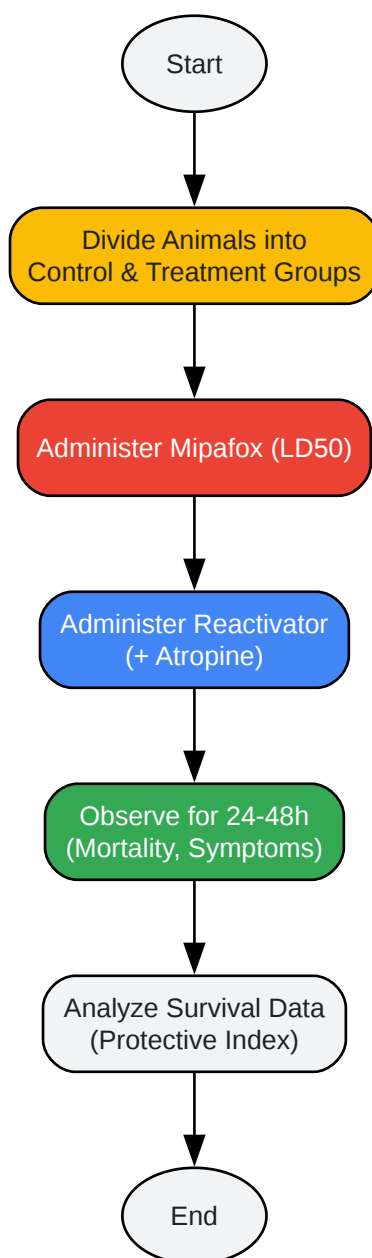 Start
Divide Animals into
Control & Treatment Groups
Administer Mipafox (LD50)
Administer Reactivator
(+ Atropine)
Observe for 24-48h
(Mortality, Symptoms)
Analyze Survival Data
(Protective Index)
End